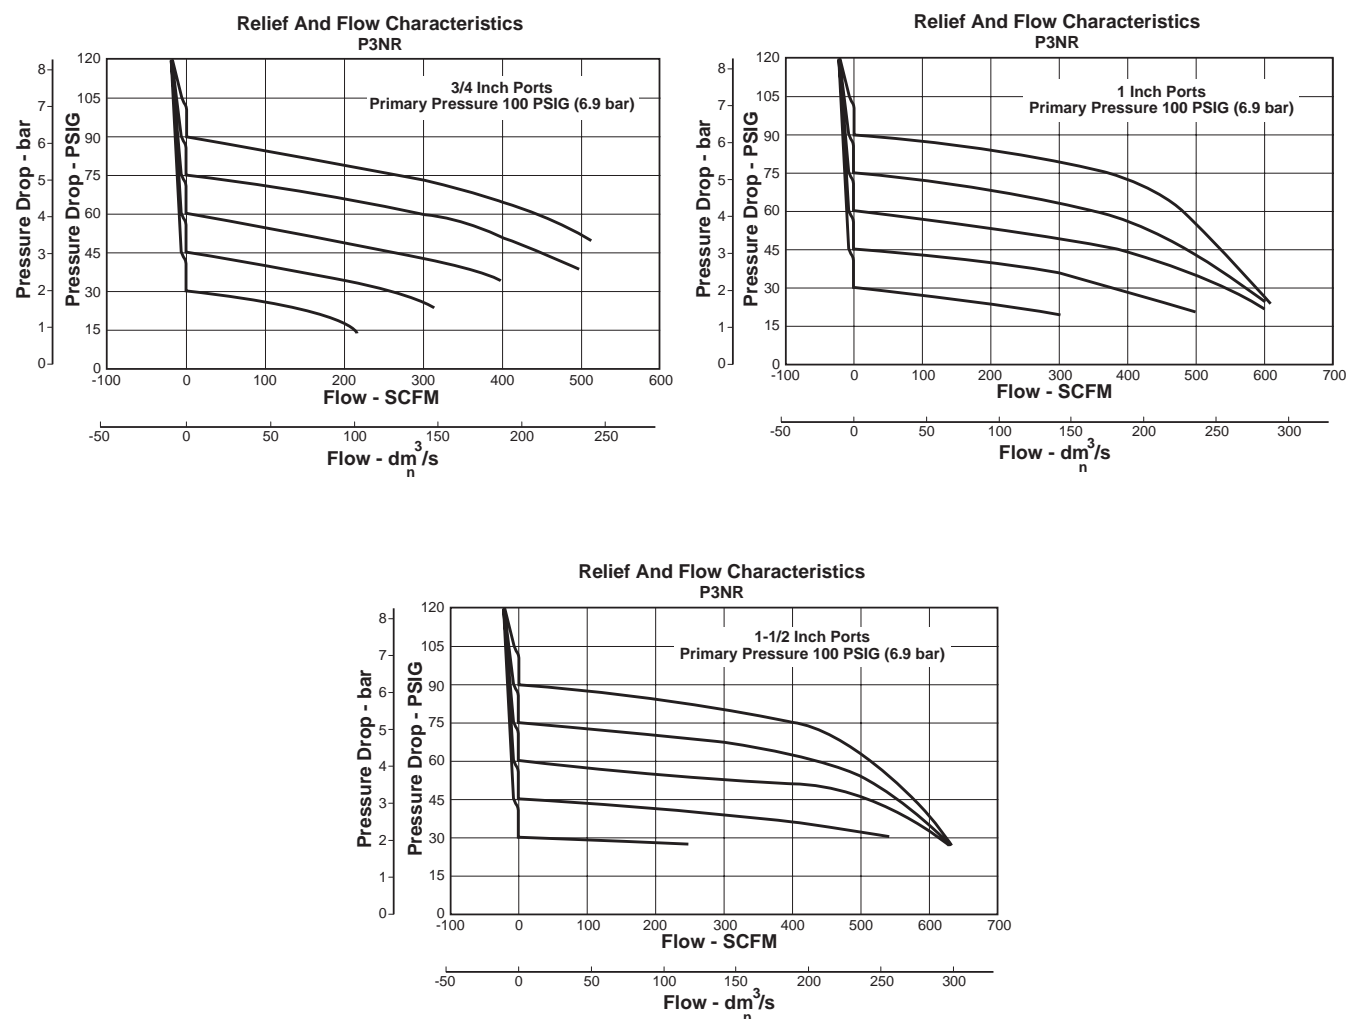 Relief And Flow Characteristics
P3NR
3/4 Inch Ports
Primary Pressure 100 PSIG (6.9 bar)
Pressure Drop - bar
8
7
6
5
4
3
2
1
0
Pressure Drop - PSIG
120
105
90
75
60
45
30
15
0
-100 0 100 200 300 400 500 600
Flow - SCFM
-50 0 50 100 150 200 250
Flow - dm³n/s
Relief And Flow Characteristics
P3NR
1 Inch Ports
Primary Pressure 100 PSIG (6.9 bar)
Pressure Drop - bar
8
7
6
5
4
3
2
1
0
Pressure Drop - PSIG
120
105
90
75
60
45
30
15
0
-100 0 100 200 300 400 500 600 700
Flow - SCFM
-50 0 50 100 150 200 250 300
Flow - dm³n/s
Relief And Flow Characteristics
P3NR
1-1/2 Inch Ports
Primary Pressure 100 PSIG (6.9 bar)
Pressure Drop - bar
8
7
6
5
4
3
2
1
0
Pressure Drop - PSIG
120
105
90
75
60
45
30
15
0
-100 0 100 200 300 400 500 600 700
Flow - SCFM
-50 0 50 100 150 200 250 300
Flow - dm³n/s